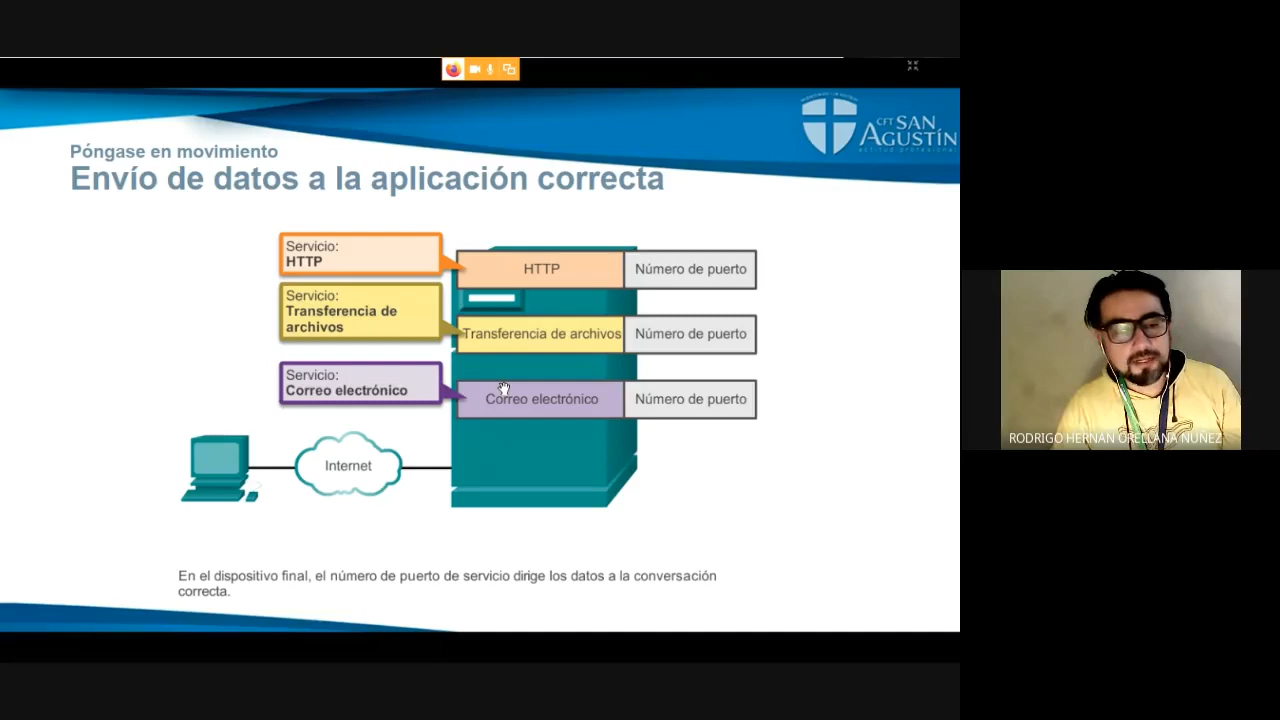 CFT SAN
AGUSTÍN
Póngase en movimiento
Envío de datos a la aplicación correcta
Servicio:
HTTP
HTTP
Número de puerto
Servicio:
Transferencia de
archivos
Transferencia de archivos
Número de puerto
Servicio:
Correo electrónico
Correo electrónico
Número de puerto
Internet
En el dispositivo final, el número de puerto de servicio dirige los datos a la conversación
correcta.
RODRIGO HERNAN ORELLANA NUÑEZ